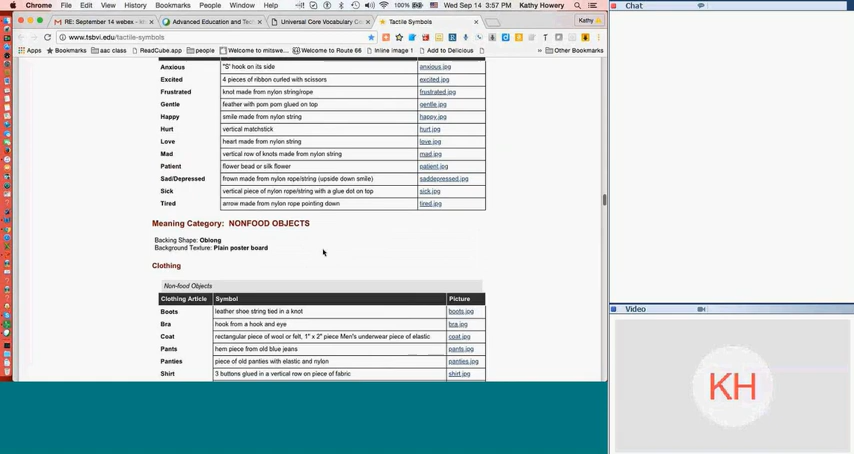 Chrome File Edit View History Bookmarks People Window Help 100% Wed Sep 14 3:57 PM Kathy Howery
RE: September 14 webex - k
Advanced Education and Tech
Universal Core Vocabulary Co
Tactile Symbols
Kathy
www.tsbvi.edu/tactile-symbols
Apps Bookmarks aac class ReadCube.app people Welcome to mitswe... Welcome to Route 66 Inline image 1 Add to Delicious » Other Bookmarks
Anxious "S" hook on its side anxious.jpg
Excited 4 pieces of ribbon curled with scissors excited.jpg
Frustrated knot made from nylon string/rope frustrated.jpg
Gentle feather with pom pom glued on top gentle.jpg
Happy smile made from nylon string happy.jpg
Hurt vertical matchstick hurt.jpg
Love heart made from nylon string love.jpg
Mad vertical row of knots made from nylon string mad.jpg
Patient flower bead or silk flower patient.jpg
Sad/Depressed frown made from nylon rope/string (upside down smile) saddepressed.jpg
Sick vertical piece of nylon rope/string with a glue dot on top sick.jpg
Tired arrow made from nylon rope pointing down tired.jpg
Meaning Category: NONFOOD OBJECTS
Backing Shape: Oblong
Background Texture: Plain poster board
Clothing
Non-food Objects
Clothing Article Symbol Picture
Boots leather shoe string tied in a knot boots.jpg
Bra hook from a hook and eye bra.jpg
Coat rectangular piece of wool or felt, 1" x 2" piece Men's underwear piece of elastic coat.jpg
Pants hem piece from old blue jeans pants.jpg
Panties piece of old panties with elastic and nylon panties.jpg
Shirt 3 buttons glued in a vertical row on piece of fabric shirt.jpg
Chat
Video
KH